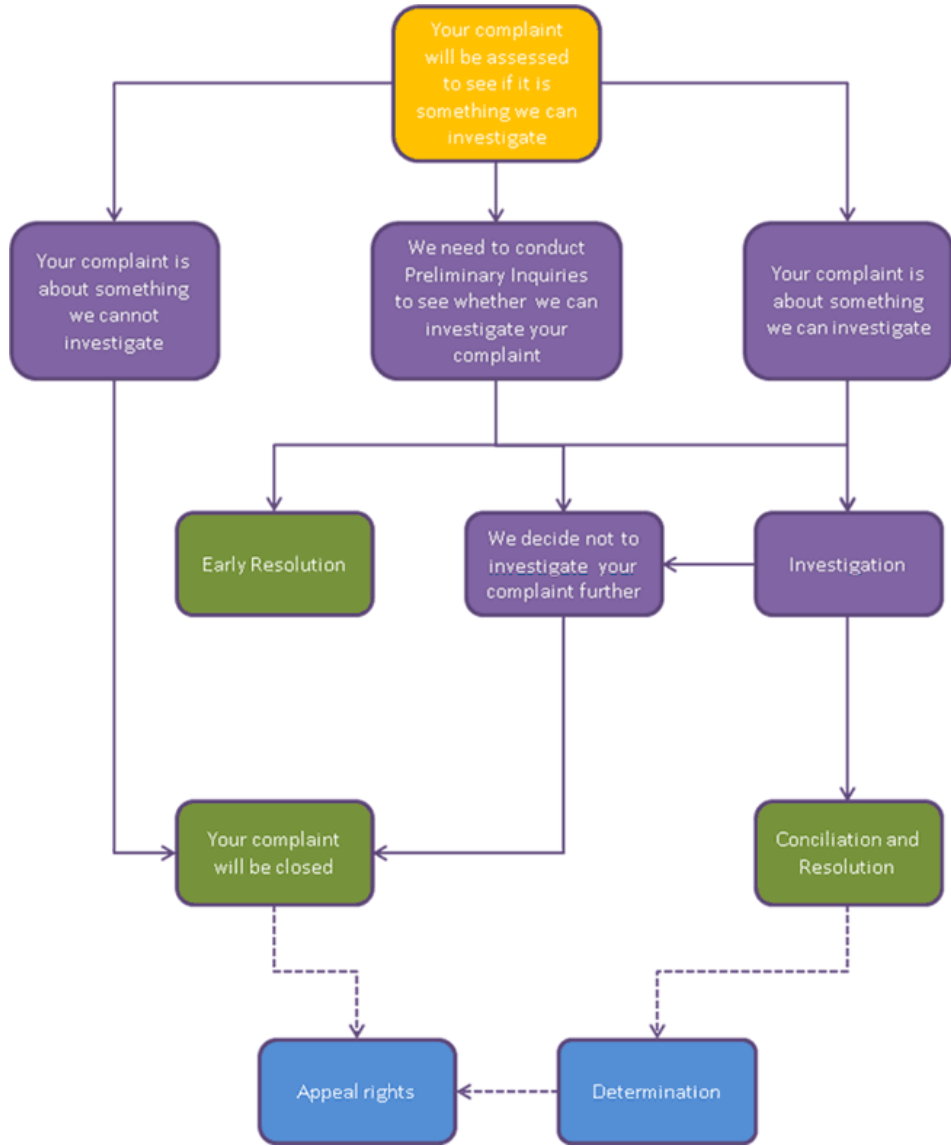 Your complaint
will be assessed
to see if it is
something we can
investigate
Your complaint is
about something
we cannot
investigate
We need to conduct
Preliminary Inquiries
to see whether we can
investigate your
complaint
Your complaint is
about something
we can investigate
Early Resolution
We decide not to
investigate your
complaint further
Investigation
Your complaint
will be closed
Conciliation and
Resolution
Appeal rights
Determination